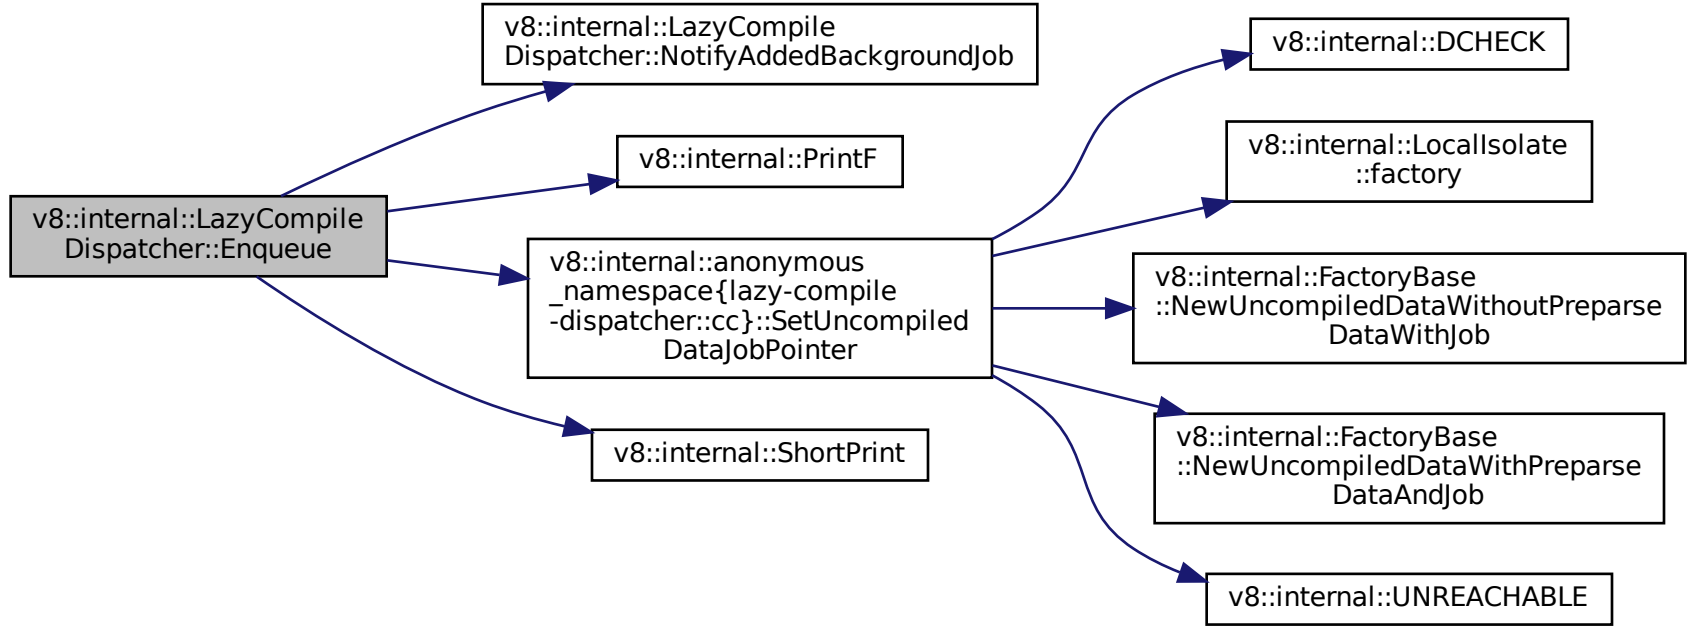 v8::internal::LazyCompile
Dispatcher::Enqueue
v8::internal::LazyCompile
Dispatcher::NotifyAddedBackgroundJob
v8::internal::PrintF
v8::internal::anonymous
_namespace{lazy-compile
-dispatcher::cc}::SetUncompiled
DataJobPointer
v8::internal::ShortPrint
v8::internal::DCHECK
v8::internal::LocalIsolate
::factory
v8::internal::FactoryBase
::NewUncompiledDataWithoutPreparse
DataWithJob
v8::internal::FactoryBase
::NewUncompiledDataWithPreparse
DataAndJob
v8::internal::UNREACHABLE